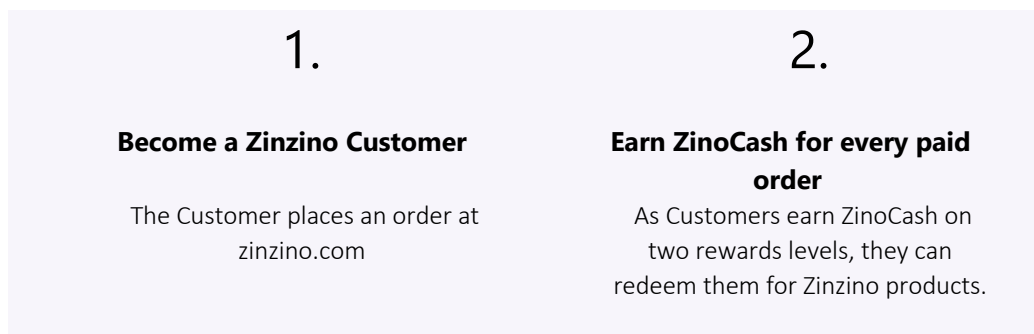 1.
Become a Zinzino Customer
The Customer places an order at
zinzino.com
2.
Earn ZinoCash for every paid
order
As Customers earn ZinoCash on
two rewards levels, they can
redeem them for Zinzino products.